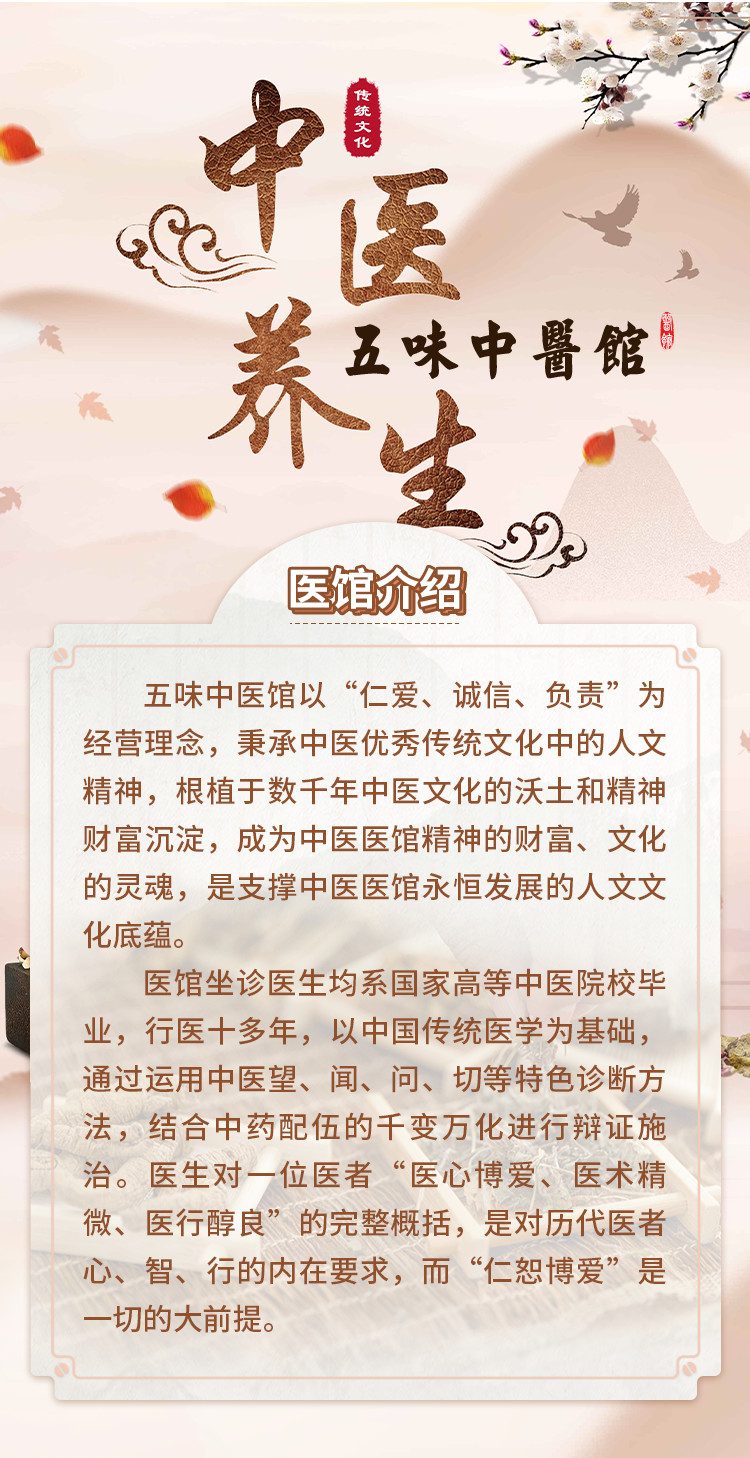 传统文化
中医
养生
五味中醫館
医馆介绍
五味中医馆以“仁爱、诚信、负责”为
经营理念，秉承中医优秀传统文化中的人文
精神，根植于数千年中医文化的沃土和精神
财富沉淀，成为中医医馆精神的财富、文化
的灵魂，是支撑中医医馆永恒发展的人文文
化底蕴。
医馆坐诊医生均系国家高等中医院校毕
业，行医十多年，以中国传统医学为基础，
通过运用中医望、闻、问、切等特色诊断方
法，结合中药配伍的千变万化进行辩证施
治。医生对一位医者“医心博爱、医术精
微、医行醇良”的完整概括，是对历代医者
心、智、行的内在要求，而“仁恕博爱”是
一切的大前提。